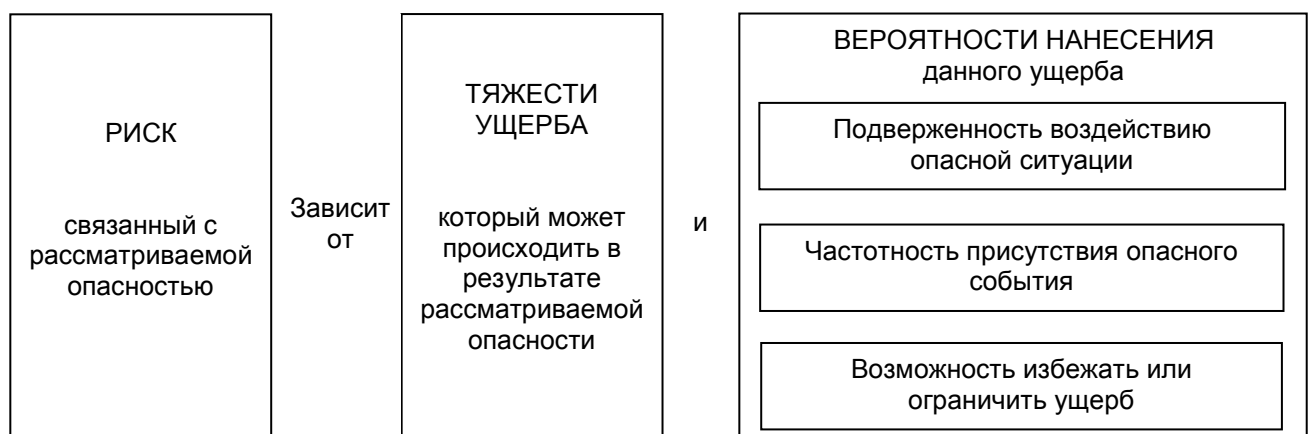 РИСК
связанный с
рассматриваемой
опасностью
Зависит
от
ТЯЖЕСТИ
УЩЕРБА
который может
происходить в
результате
рассматриваемой
опасности
и
ВЕРОЯТНОСТИ НАНЕСЕНИЯ
данного ущерба
Подверженность воздействию
опасной ситуации
Частотность присутствия опасного
события
Возможность избежать или
ограничить ущерб